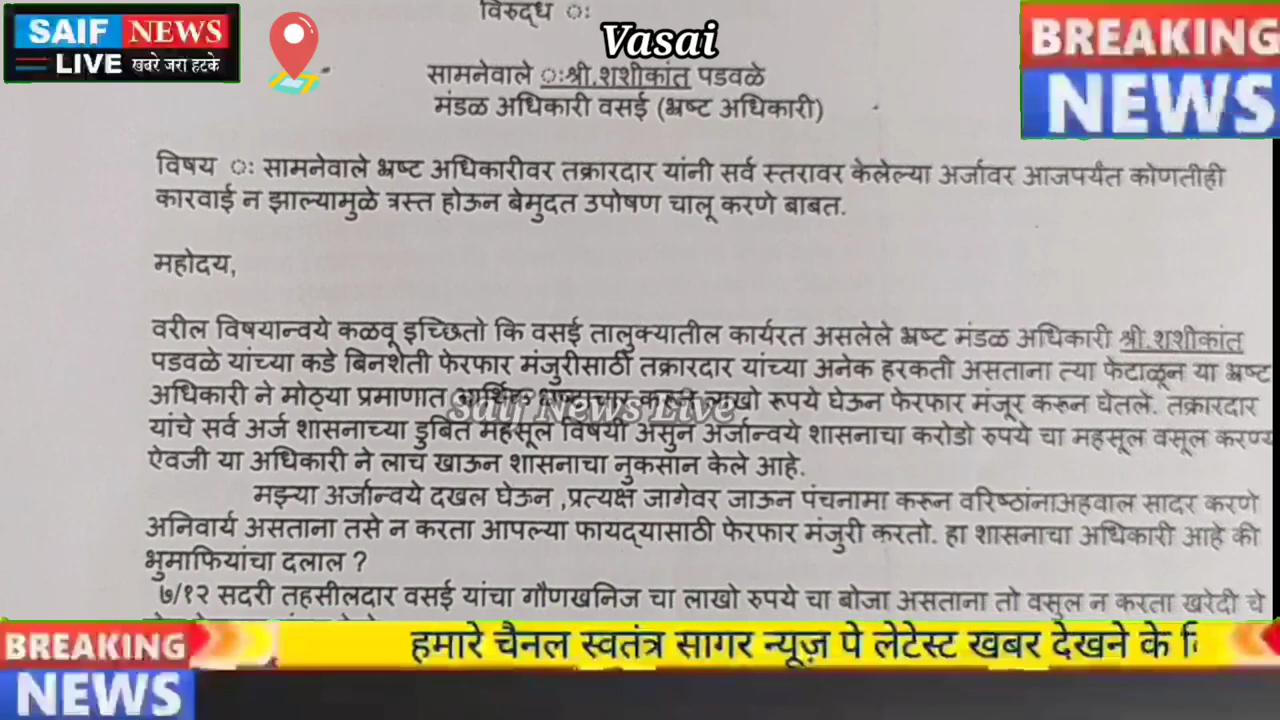 SAIF NEWS
LIVE खबरे जरा हटके
Vasai
BREAKING
NEWS
विरुद्ध ः
सामनेवाले ः श्री.शशीकांत पडवळे
मंडळ अधिकारी वसई (भ्रष्ट अधिकारी)
विषय ः सामनेवाले भ्रष्ट अधिकारीवर तक्रारदार यांनी सर्व स्तरावर केलेल्या अर्जावर आजपर्यंत कोणतीही
कारवाई न झाल्यामुळे त्रस्त होऊन बेमुदत उपोषण चालू करणे बाबत.
महोदय,
वरील विषयान्वये कळवू इच्छितो कि वसई तालुक्यातील कार्यरत असलेले भ्रष्ट मंडळ अधिकारी श्री.शशीकांत
पडवळे यांच्या कडे बिनशेती फेरफार मंजुरीसाठी तक्रारदार यांच्या अनेक हरकती असताना त्या फेटाळून या भ्रष्ट
अधिकारी ने मोठ्या प्रमाणात आर्थिक भ्रष्टाचार करून लाखो रूपये घेऊन फेरफार मंजूर करून घेतले. तक्रारदार
Saif News Live
यांचे सर्व अर्ज शासनाच्या डुबित महसूल विषयी असुन अर्जान्वये शासनाचा करोडो रुपये चा महसूल वसूल करण्य
ऐवजी या अधिकारी ने लाच खाऊन शासनाचा नुकसान केले आहे.
मझ्या अर्जान्वये दखल घेऊन ,प्रत्यक्ष जागेवर जाऊन पंचनामा करून वरिष्ठांनाअहवाल सादर करणे
अनिवार्य असताना तसे न करता आपल्या फायद्यासाठी फेरफार मंजुरी करतो. हा शासनाचा अधिकारी आहे की
भुमाफियांचा दलाल ?
७/१२ सदरी तहसीलदार वसई यांचा गौणखनिज चा लाखो रुपये चा बोजा असताना तो वसुल न करता खरेदी चे
BREAKING
NEWS
हमारे चैनल स्वतंत्र सागर न्यूज़ पे लेटेस्ट खबर देखने के